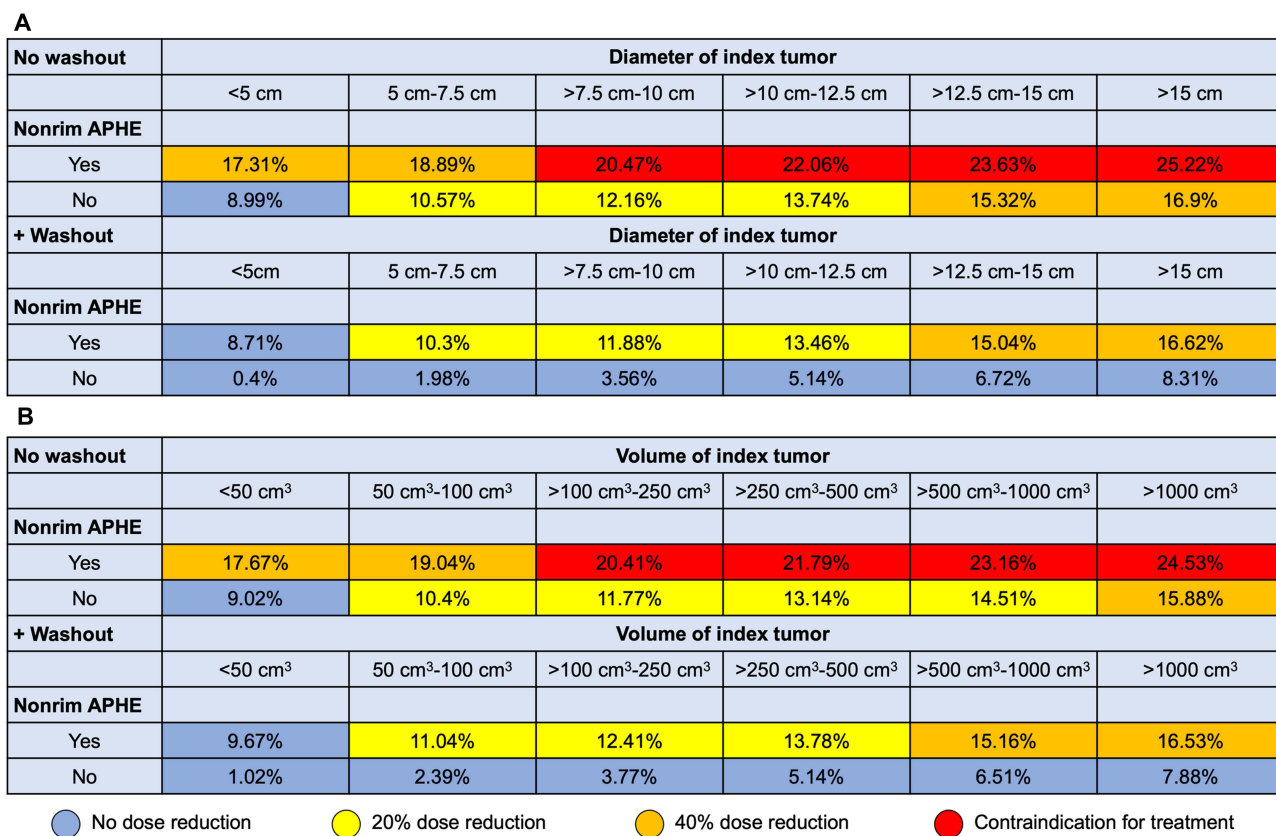 A
No washout Diameter of index tumor
<5 cm 5 cm-7.5 cm >7.5 cm-10 cm >10 cm-12.5 cm >12.5 cm-15 cm >15 cm
Nonrim APHE
Yes 17.31% 18.89% 20.47% 22.06% 23.63% 25.22%
No 8.99% 10.57% 12.16% 13.74% 15.32% 16.9%
+ Washout Diameter of index tumor
<5cm 5 cm-7.5 cm >7.5 cm-10 cm >10 cm-12.5 cm >12.5 cm-15 cm >15 cm
Nonrim APHE
Yes 8.71% 10.3% 11.88% 13.46% 15.04% 16.62%
No 0.4% 1.98% 3.56% 5.14% 6.72% 8.31%
B
No washout Volume of index tumor
<50 cm³ 50 cm³-100 cm³ >100 cm³-250 cm³ >250 cm³-500 cm³ >500 cm³-1000 cm³ >1000 cm³
Nonrim APHE
Yes 17.67% 19.04% 20.41% 21.79% 23.16% 24.53%
No 9.02% 10.4% 11.77% 13.14% 14.51% 15.88%
+ Washout Volume of index tumor
<50 cm³ 50 cm³-100 cm³ >100 cm³-250 cm³ >250 cm³-500 cm³ >500 cm³-1000 cm³ >1000 cm³
Nonrim APHE
Yes 9.67% 11.04% 12.41% 13.78% 15.16% 16.53%
No 1.02% 2.39% 3.77% 5.14% 6.51% 7.88%
No dose reduction 20% dose reduction 40% dose reduction Contraindication for treatment